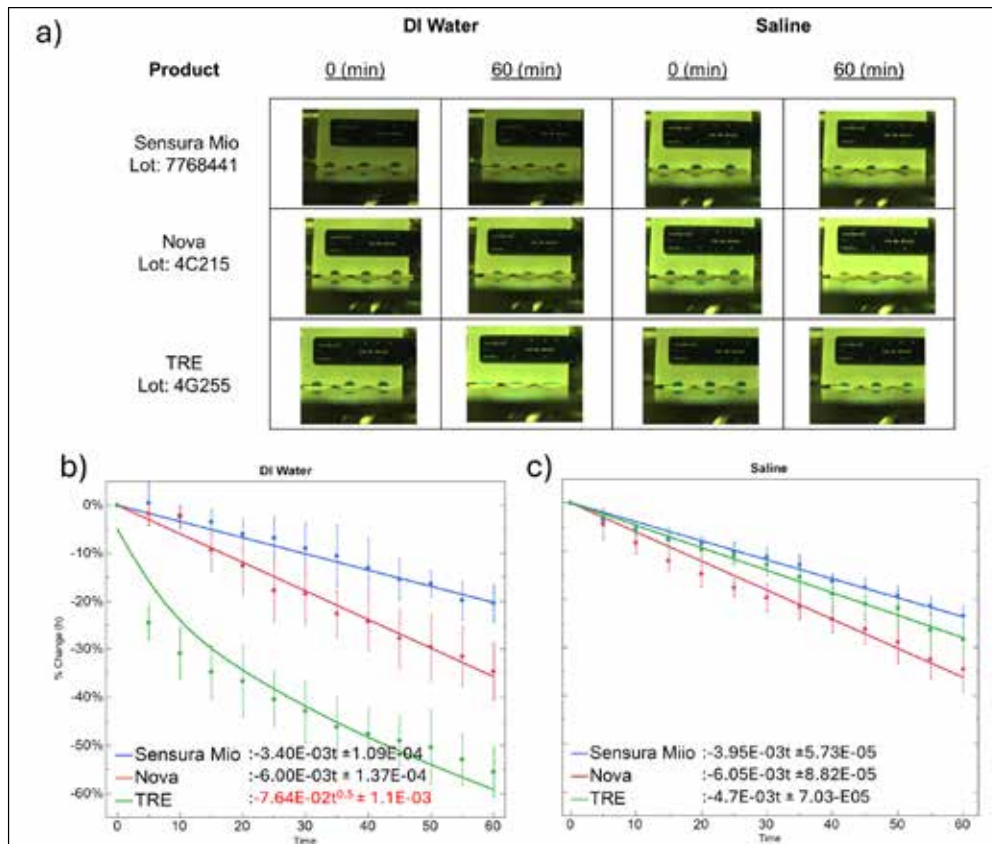 a)
DI Water Saline
Product 0 (min) 60 (min) 0 (min) 60 (min)
Sensura Mio
Lot: 7768441
Nova
Lot: 4C215
TRE
Lot: 4G255
b) DI Water
% Change (h)
0%
-10%
-20%
-30%
-40%
-50%
-60%
Sensura Mio :-3.40E-03t ±1.09E-04
Nova :-6.00E-03t ± 1.37E-04
TRE :-7.64E-02t^0.5 ± 1.1E-03
0 10 20 30 40 50 60
Time
c) Saline
Sensura Miio :-3.95E-03t ±5.73E-05
Nova :-6.05E-03t ±8.82E-05
TRE :-4.7E-03t ± 7.03-E05
0 10 20 30 40 50 60
Time